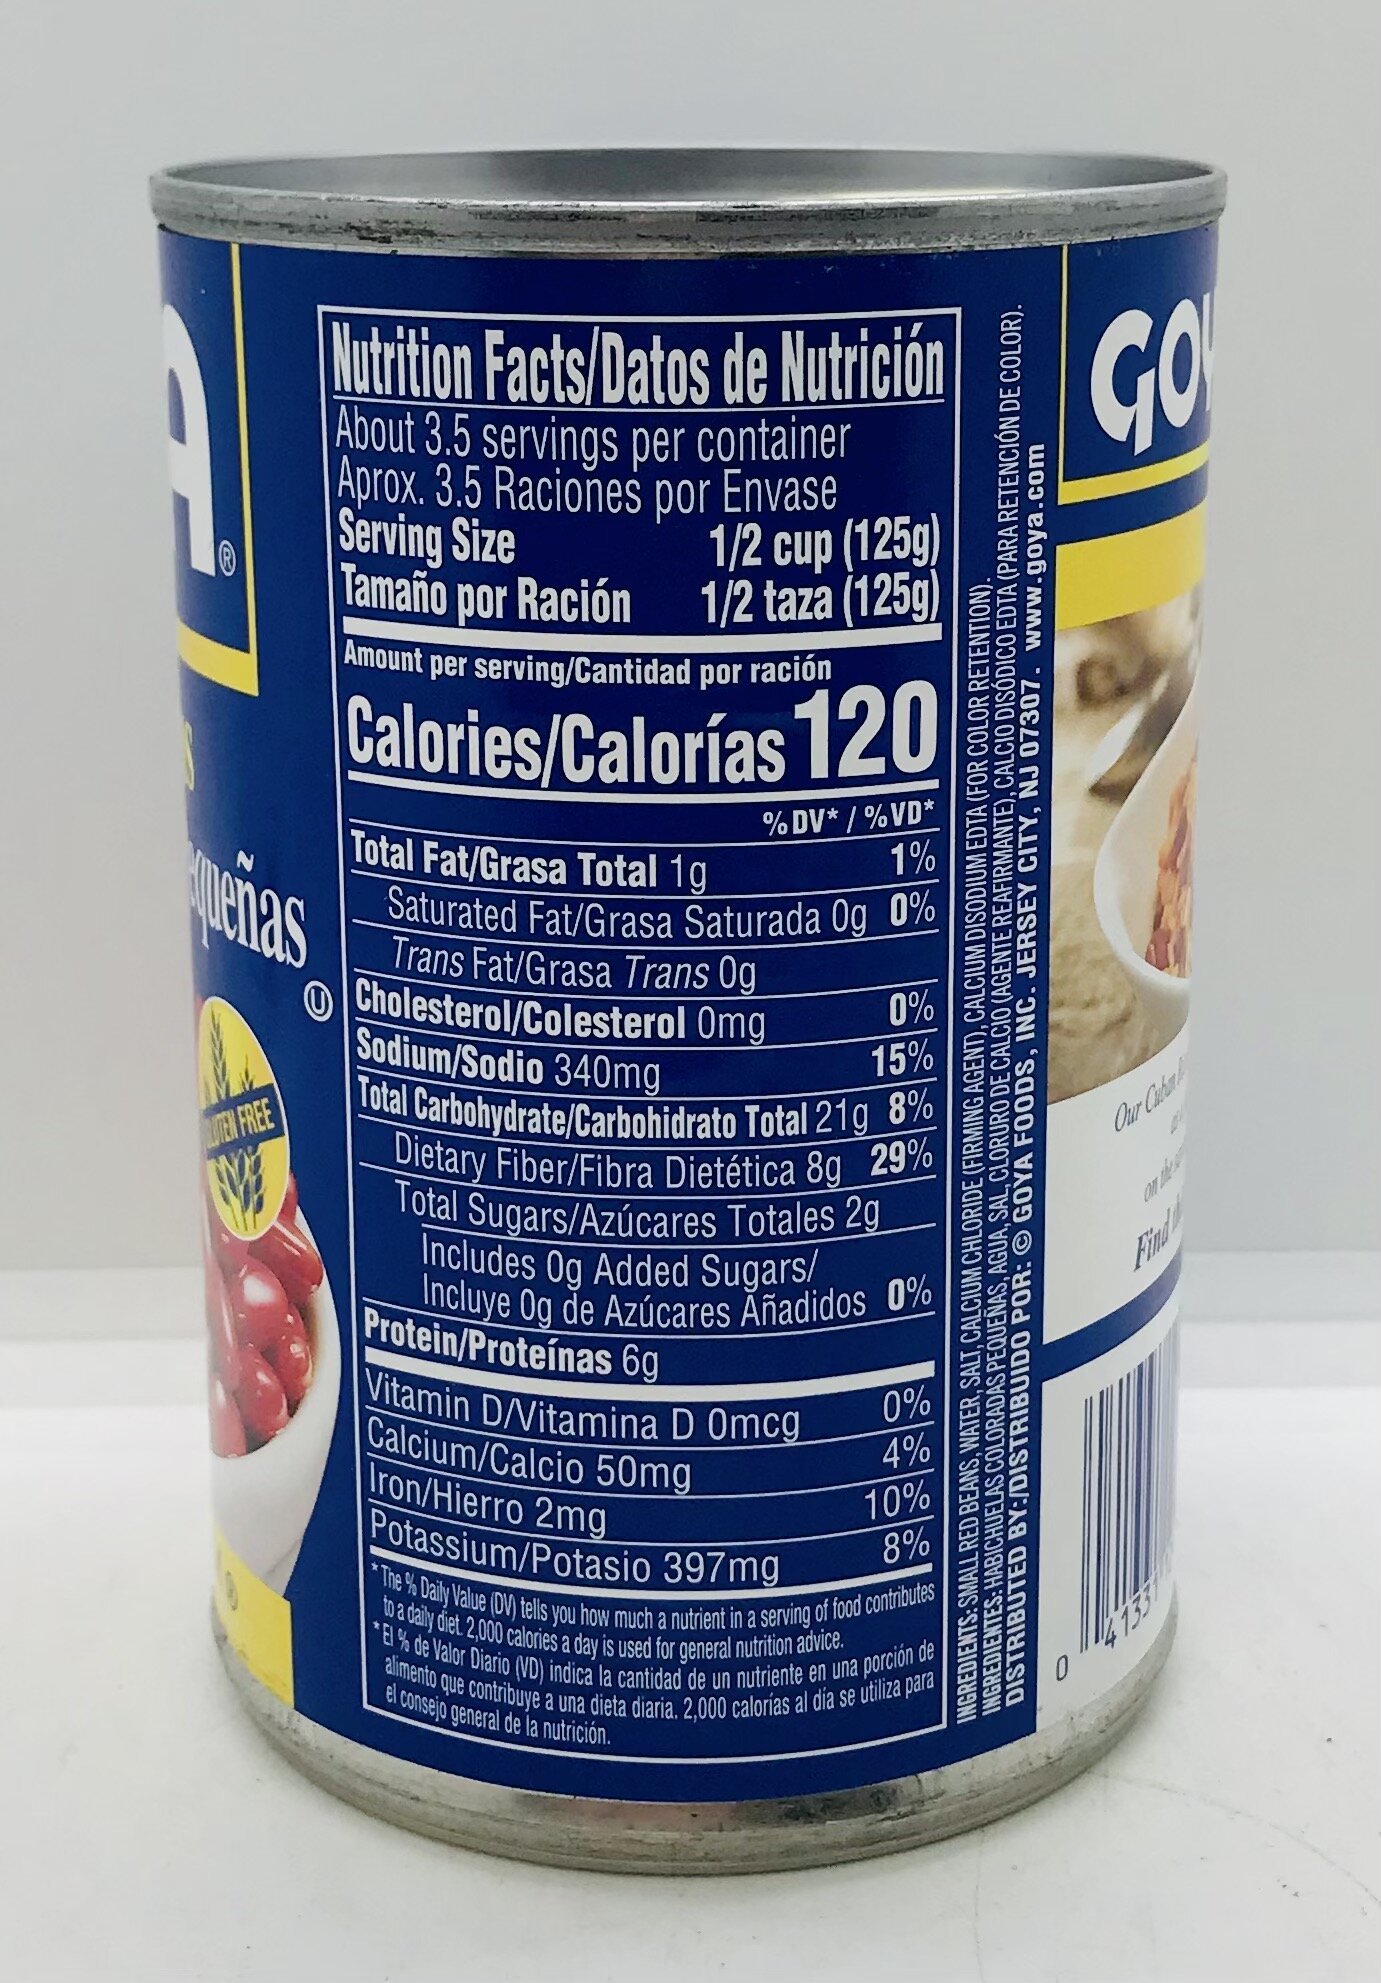 A®
equeñas
U
GLUTEN FREE
Nutrition Facts/Datos de Nutrición
About 3.5 servings per container
Aprox. 3.5 Raciones por Envase
Serving Size 1/2 cup (125g)
Tamaño por Ración 1/2 taza (125g)
Amount per serving/Cantidad por ración
Calories/Calorías 120
% DV* / %VD*
Total Fat/Grasa Total 1g 1%
Saturated Fat/Grasa Saturada 0g 0%
Trans Fat/Grasa Trans 0g
Cholesterol/Colesterol 0mg 0%
Sodium/Sodio 340mg 15%
Total Carbohydrate/Carbohidrato Total 21g 8%
Dietary Fiber/Fibra Dietética 8g 29%
Total Sugars/Azúcares Totales 2g
Includes 0g Added Sugars/
Incluye 0g de Azúcares Añadidos 0%
Protein/Proteínas 6g
Vitamin D/Vitamina D 0mcg 0%
Calcium/Calcio 50mg 4%
Iron/Hierro 2mg 10%
Potassium/Potasio 397mg 8%
*The % Daily Value (DV) tells you how much a nutrient in a serving of food contributes
to a daily diet. 2,000 calories a day is used for general nutrition advice.
*El % de Valor Diario (VD) indica la cantidad de un nutriente en una porción de
alimento que contribuye a una dieta diaria. 2,000 calorías al día se utiliza para
el consejo general de la nutrición.
INGREDIENTS: SMALL RED BEANS, WATER, SALT, CALCIUM CHLORIDE (FIRMING AGENT), CALCIUM DISODIUM EDTA (FOR COLOR RETENTION).
INGREDIENTES: HABICHUELAS COLORADAS PEQUEÑAS, AGUA, SAL, CLORURO DE CALCIO (AGENTE REAFIRMANTE), CALCIO DISÓDICO EDTA (PARA RETENCIÓN DE COLOR).
DISTRIBUTED BY:/DISTRIBUIDO POR: © GOYA FOODS, INC. JERSEY CITY, NJ 07307. www.goya.com
GOY
Our Cuban
on the
Find
0 41331